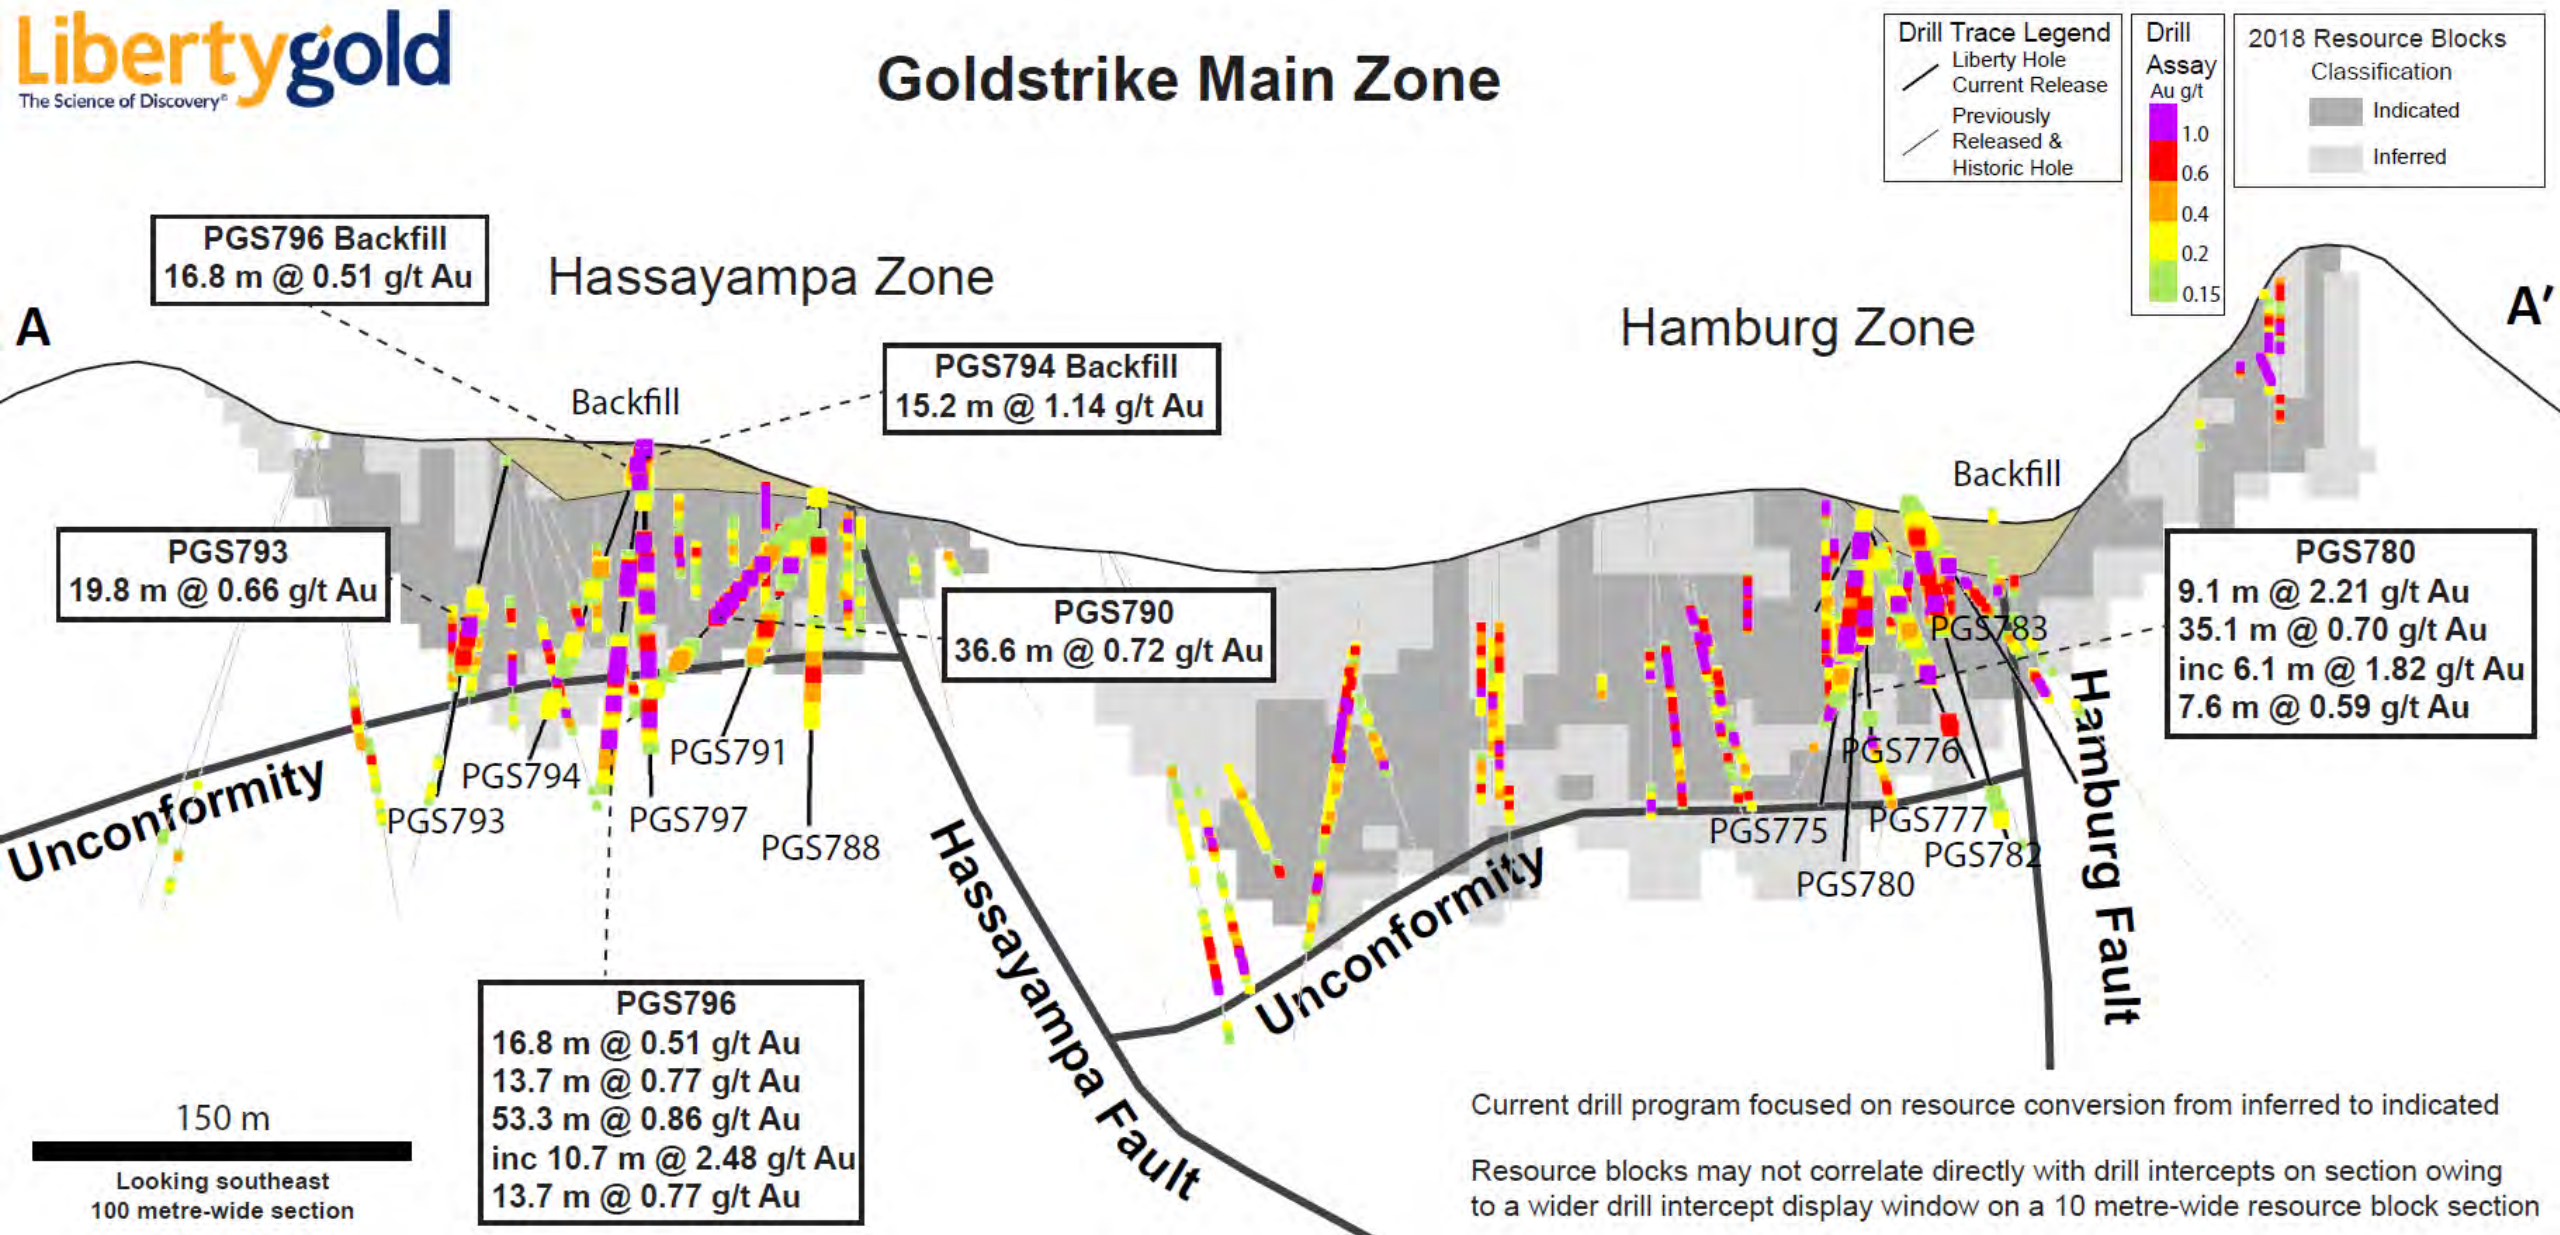 Libertygold
The Science of Discovery®
Goldstrike Main Zone
Drill Trace Legend
Liberty Hole
Current Release
Previously
Released &
Historic Hole
Drill
Assay
Au g/t
1.0
0.6
0.4
0.2
0.15
2018 Resource Blocks
Classification
Indicated
Inferred
PGS796 Backfill
16.8 m @ 0.51 g/t Au
Hassayampa Zone
A
Hamburg Zone
A′
PGS794 Backfill
15.2 m @ 1.14 g/t Au
Backfill
Backfill
PGS793
19.8 m @ 0.66 g/t Au
PGS790
36.6 m @ 0.72 g/t Au
PGS780
9.1 m @ 2.21 g/t Au
35.1 m @ 0.70 g/t Au
inc 6.1 m @ 1.82 g/t Au
7.6 m @ 0.59 g/t Au
PGS783
PGS791
PGS776
PGS794
PGS793
PGS797
PGS788
PGS775
PGS777
PGS782
PGS780
Unconformity
Hassayampa Fault
Unconformity
Hamburg Fault
PGS796
16.8 m @ 0.51 g/t Au
13.7 m @ 0.77 g/t Au
53.3 m @ 0.86 g/t Au
inc 10.7 m @ 2.48 g/t Au
13.7 m @ 0.77 g/t Au
150 m
Looking southeast
100 metre-wide section
Current drill program focused on resource conversion from inferred to indicated
Resource blocks may not correlate directly with drill intercepts on section owing
to a wider drill intercept display window on a 10 metre-wide resource block section